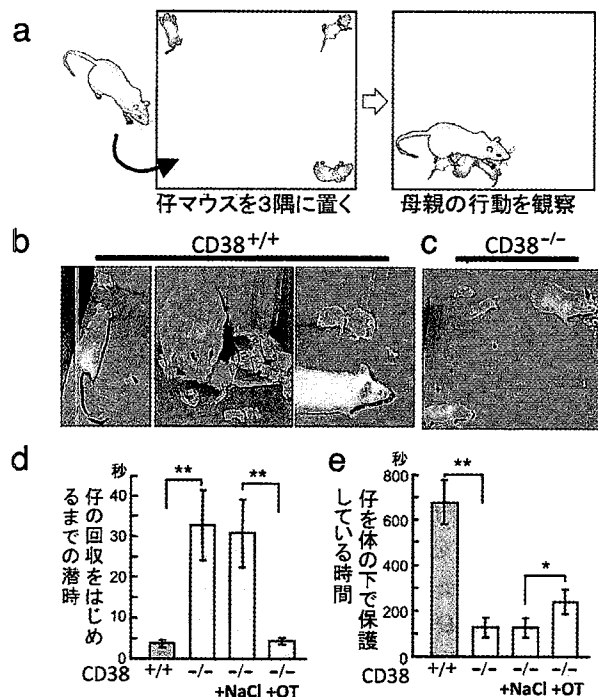 a
仔マウスを3隅に置く
母親の行動を観察
b
CD38+/+
c
CD38-/-
d
仔の回収をはじめ
るまでの潜時
秒
40
30
20
10
0
**
**
CD38
+/+
-/-
-/-
-/-
+NaCl +OT
e
仔を体の下で保護
している時間
秒
800
600
400
200
0
**
*
CD38
+/+
-/-
-/-
-/-
+NaCl +OT